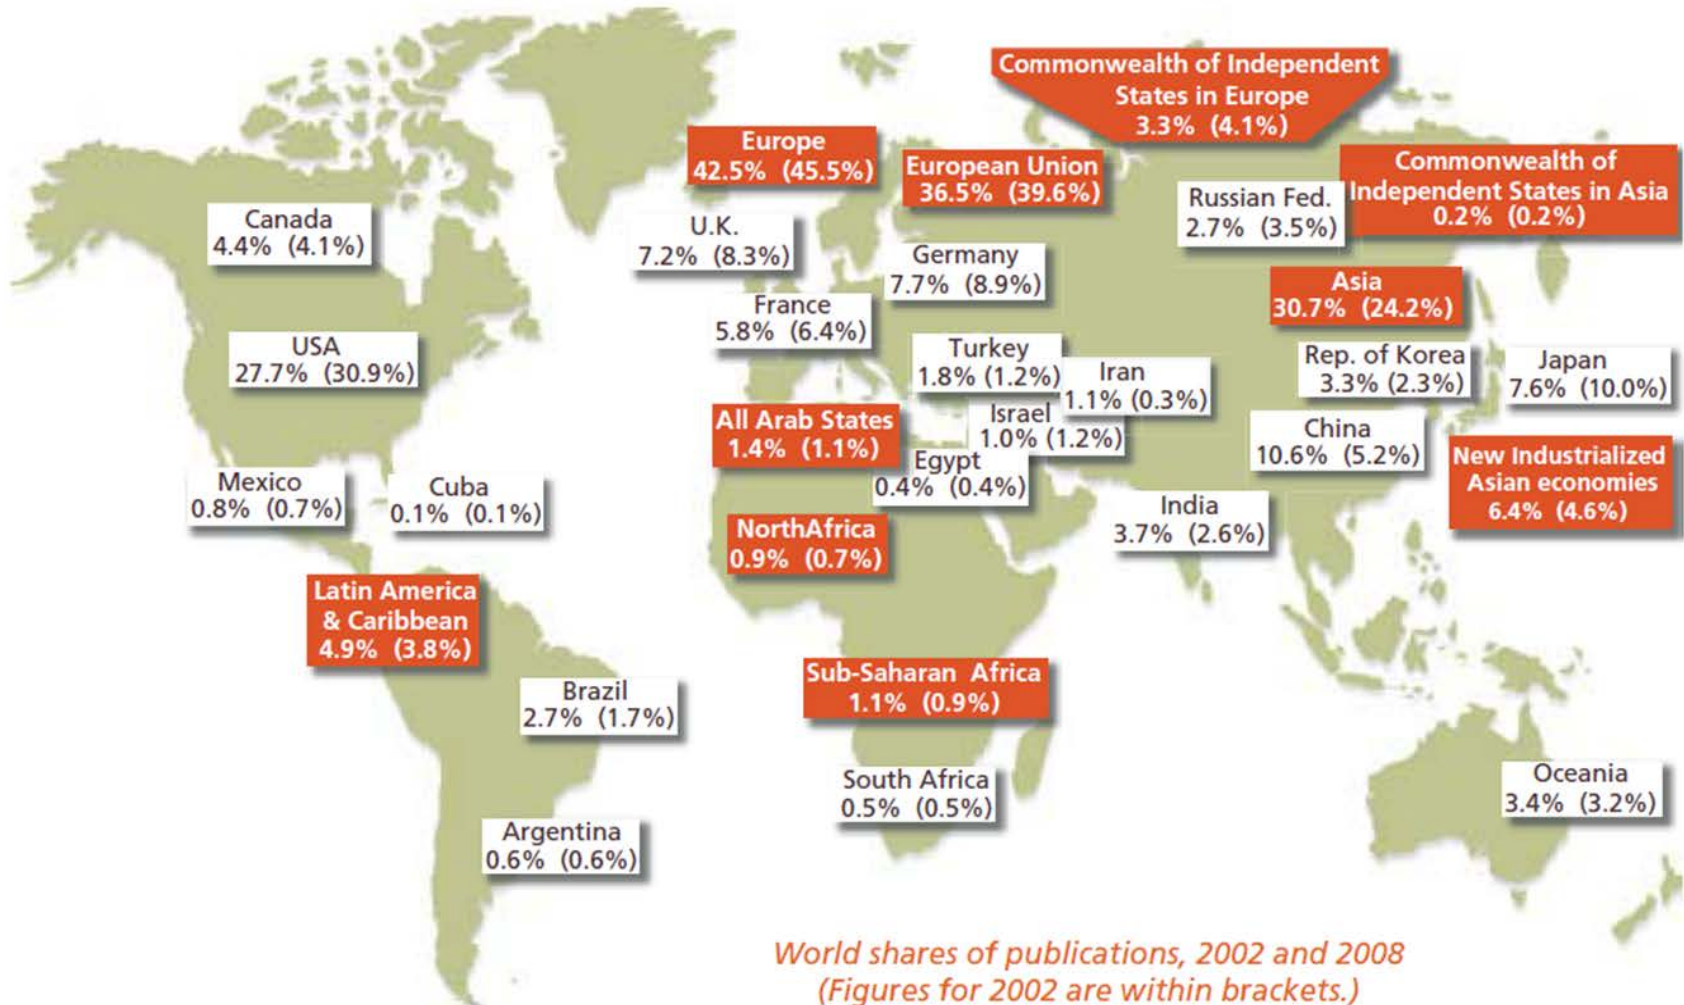 Commonwealth of Independent
States in Europe
3.3% (4.1%)
Europe
42.5% (45.5%)
European Union
36.5% (39.6%)
Commonwealth of
Independent States in Asia
0.2% (0.2%)
Russian Fed.
2.7% (3.5%)
Canada
4.4% (4.1%)
U.K.
7.2% (8.3%)
Germany
7.7% (8.9%)
Asia
30.7% (24.2%)
France
5.8% (6.4%)
USA
27.7% (30.9%)
Turkey
1.8% (1.2%)
Iran
1.1% (0.3%)
Rep. of Korea
3.3% (2.3%)
Japan
7.6% (10.0%)
All Arab States
1.4% (1.1%)
Israel
1.0% (1.2%)
China
10.6% (5.2%)
New Industrialized
Asian economies
6.4% (4.6%)
Egypt
0.4% (0.4%)
Mexico
0.8% (0.7%)
Cuba
0.1% (0.1%)
India
3.7% (2.6%)
NorthAfrica
0.9% (0.7%)
Latin America
& Caribbean
4.9% (3.8%)
Sub-Saharan Africa
1.1% (0.9%)
Brazil
2.7% (1.7%)
South Africa
0.5% (0.5%)
Oceania
3.4% (3.2%)
Argentina
0.6% (0.6%)
World shares of publications, 2002 and 2008
(Figures for 2002 are within brackets.)